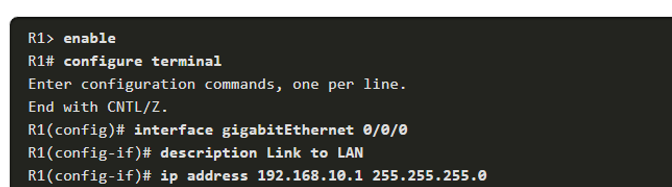 R1> enable
R1# configure terminal
Enter configuration commands, one per line.
End with CNTL/Z.
R1(config)# interface gigabitEthernet 0/0/0
R1(config-if)# description Link to LAN
R1(config-if)# ip address 192.168.10.1 255.255.255.0